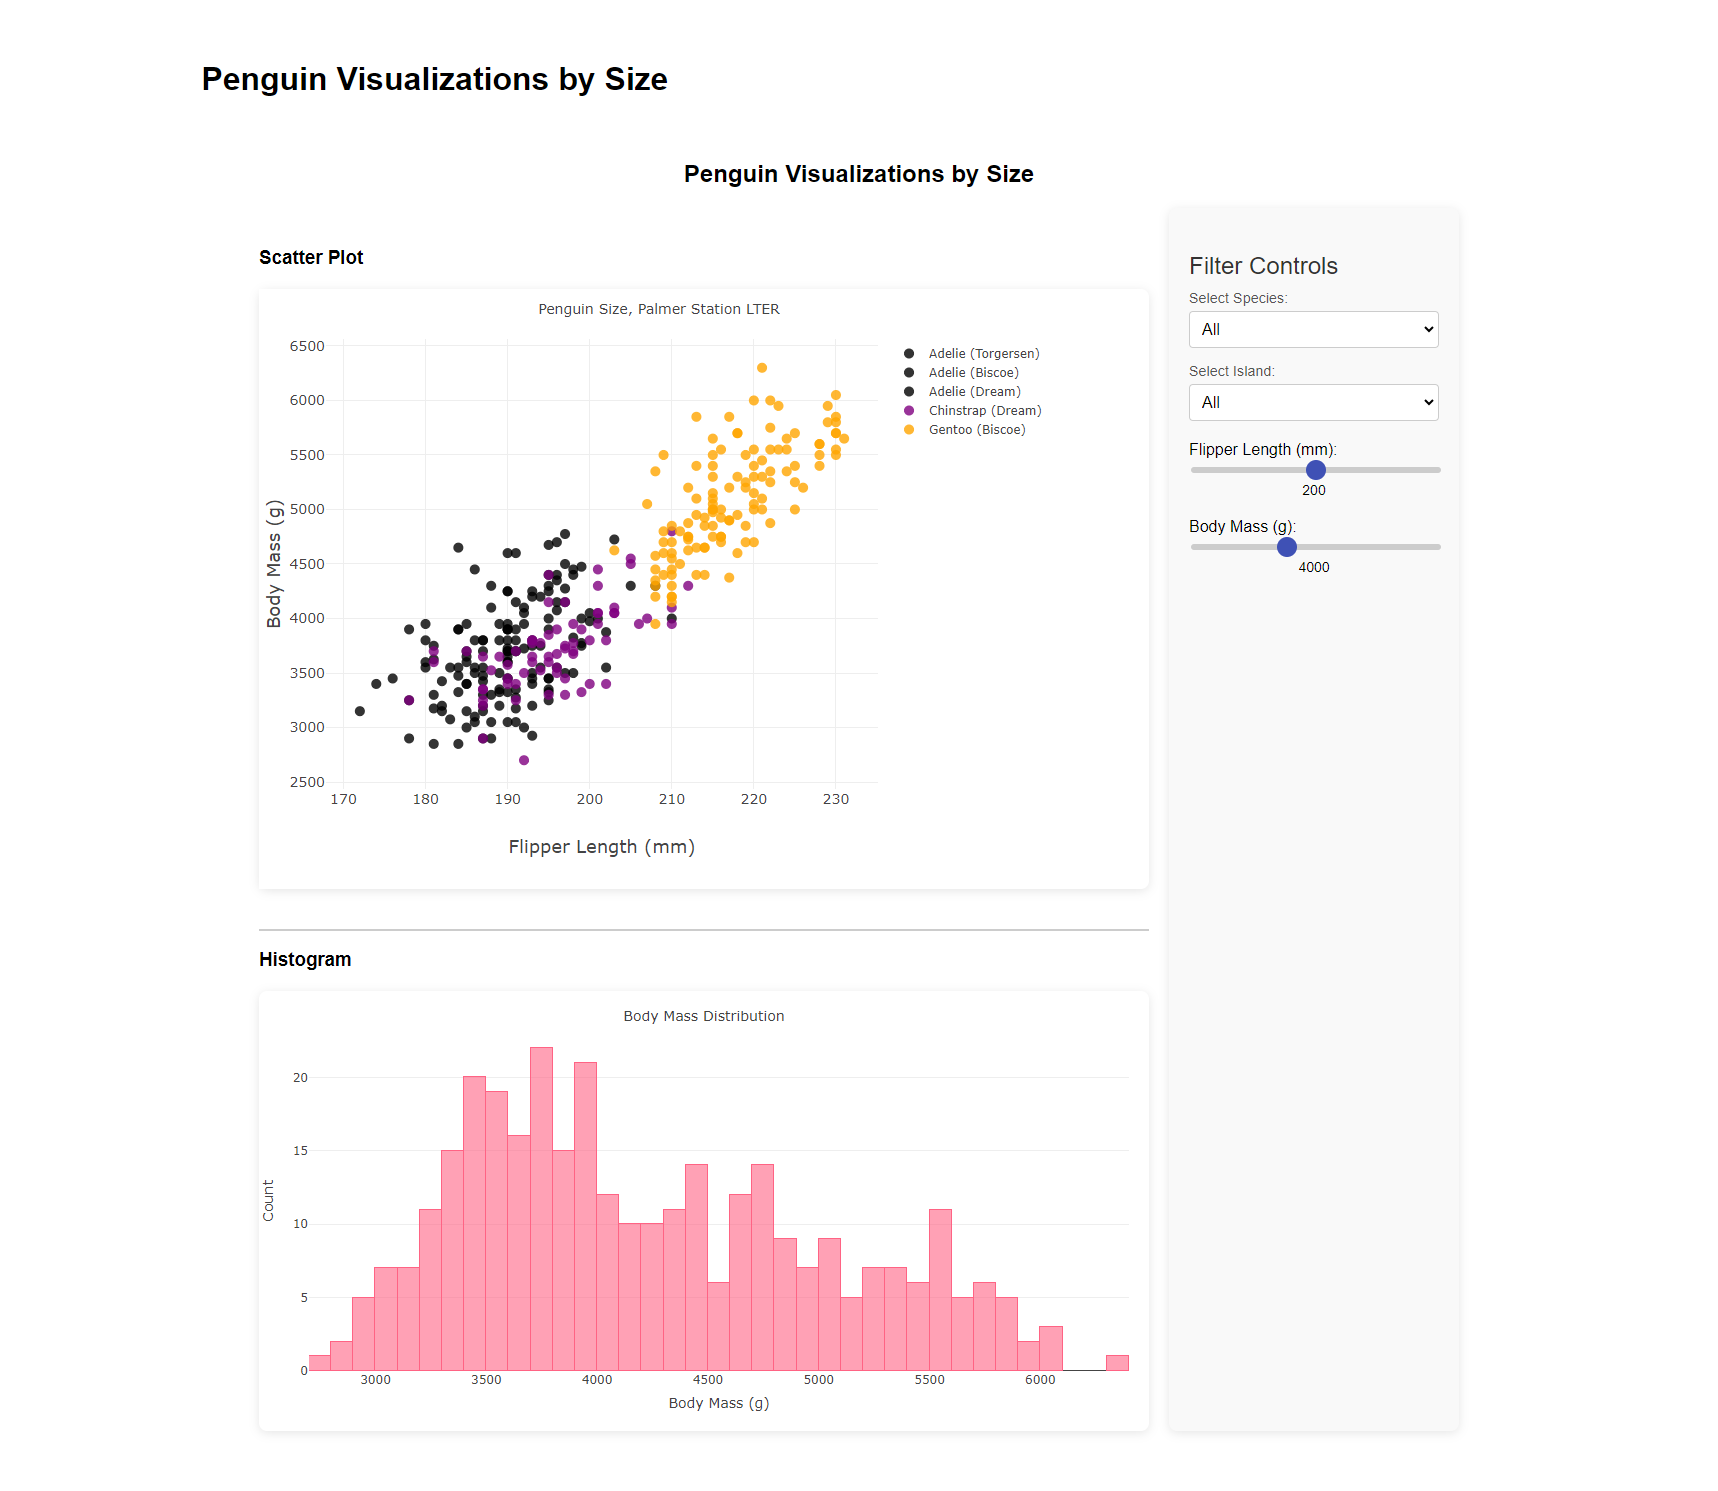 Penguin Visualizations by Size
Penguin Visualizations by Size
Scatter Plot
Penguin Size, Palmer Station LTER
6500
6000
5500
5000
4500
4000
3500
3000
2500
Body Mass (g)
170 180 190 200 210 220 230
Flipper Length (mm)
Adelie (Torgersen)
Adelie (Biscoe)
Adelie (Dream)
Chinstrap (Dream)
Gentoo (Biscoe)
Histogram
Body Mass Distribution
20
15
10
5
0
Count
3000 3500 4000 4500 5000 5500 6000
Body Mass (g)
Filter Controls
Select Species:
All
Select Island:
All
Flipper Length (mm):
200
Body Mass (g):
4000